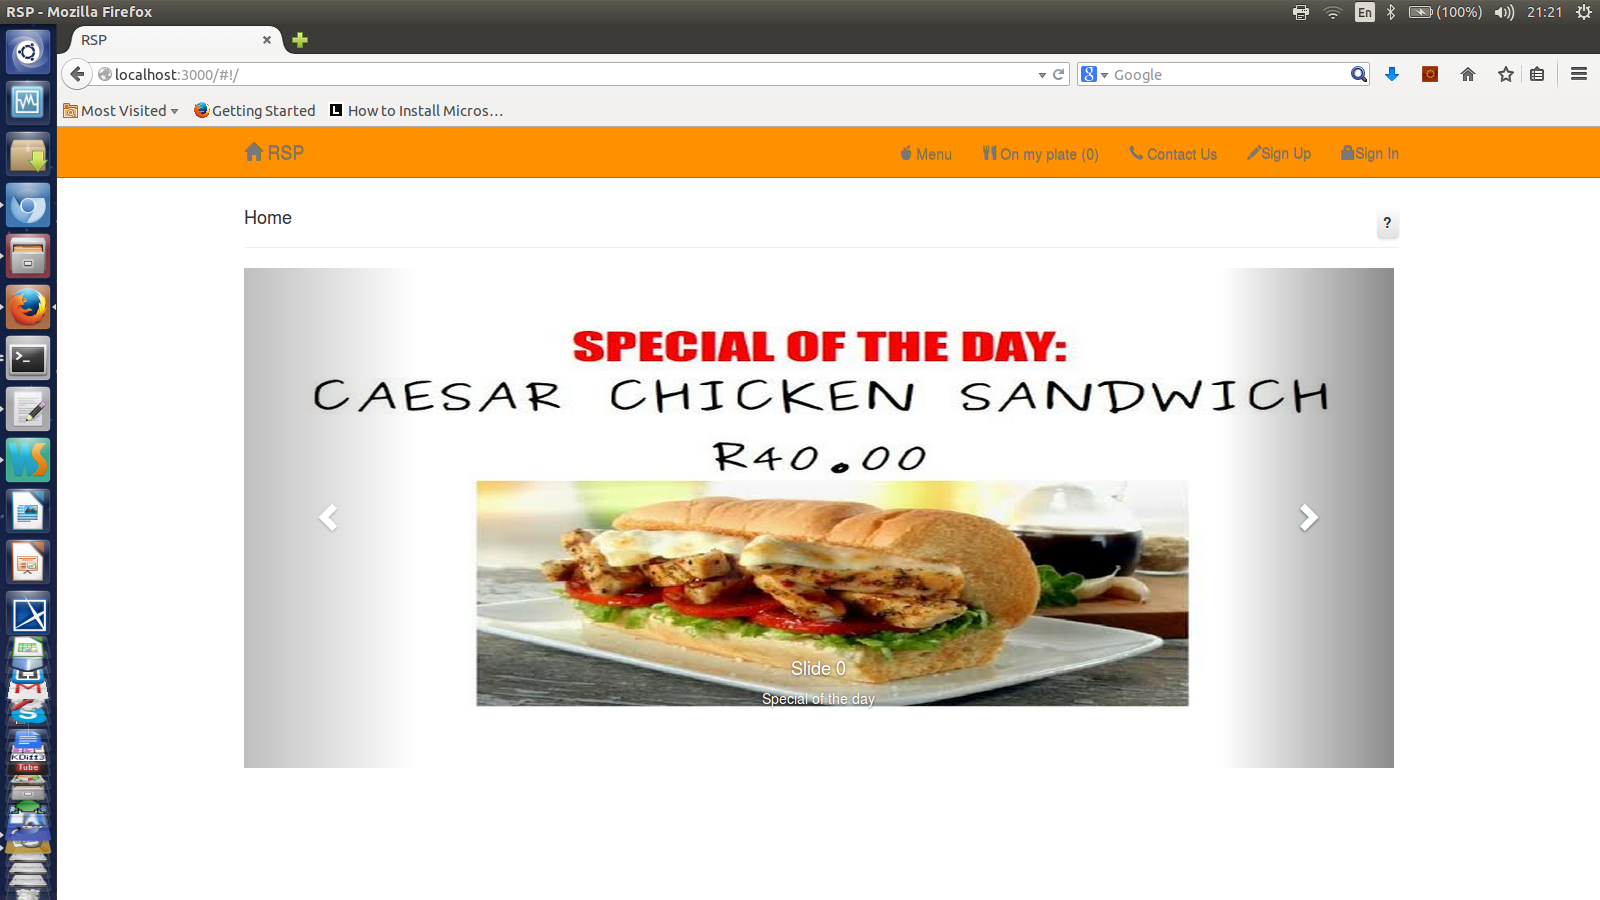 RSP - Mozilla Firefox
En
(100%)
21:21
RSP
localhost:3000/#!/
Google
Most Visited
Getting Started
How to Install Micros...
RSP
Menu
On my plate (0)
Contact Us
Sign Up
Sign In
Home
?
SPECIAL OF THE DAY:
CAESAR CHICKEN SANDWICH
R40.00
Slide 0
Special of the day
KDiff3
Tube